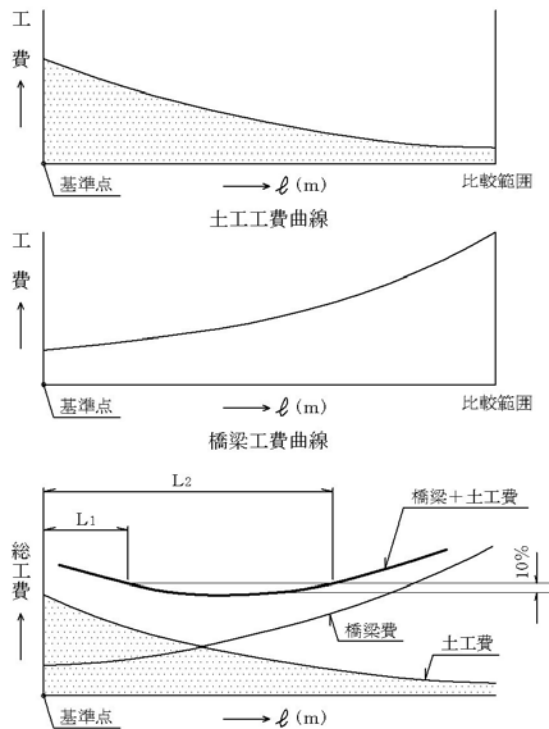 工費
基準点
ℓ (m)
比較範囲
土工工費曲線
工費
基準点
ℓ (m)
比較範囲
橋梁工費曲線
L2
L1
橋梁+土工費
総工費
10%
橋梁費
土工費
基準点
ℓ (m)